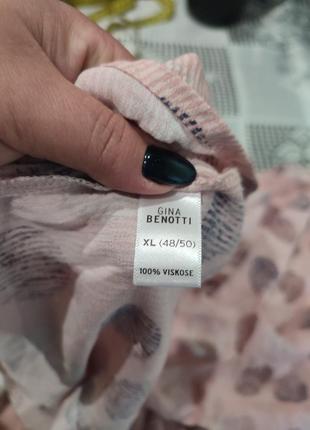 GINA
BENOTTI
XL (48/50)
100% VISKOSE